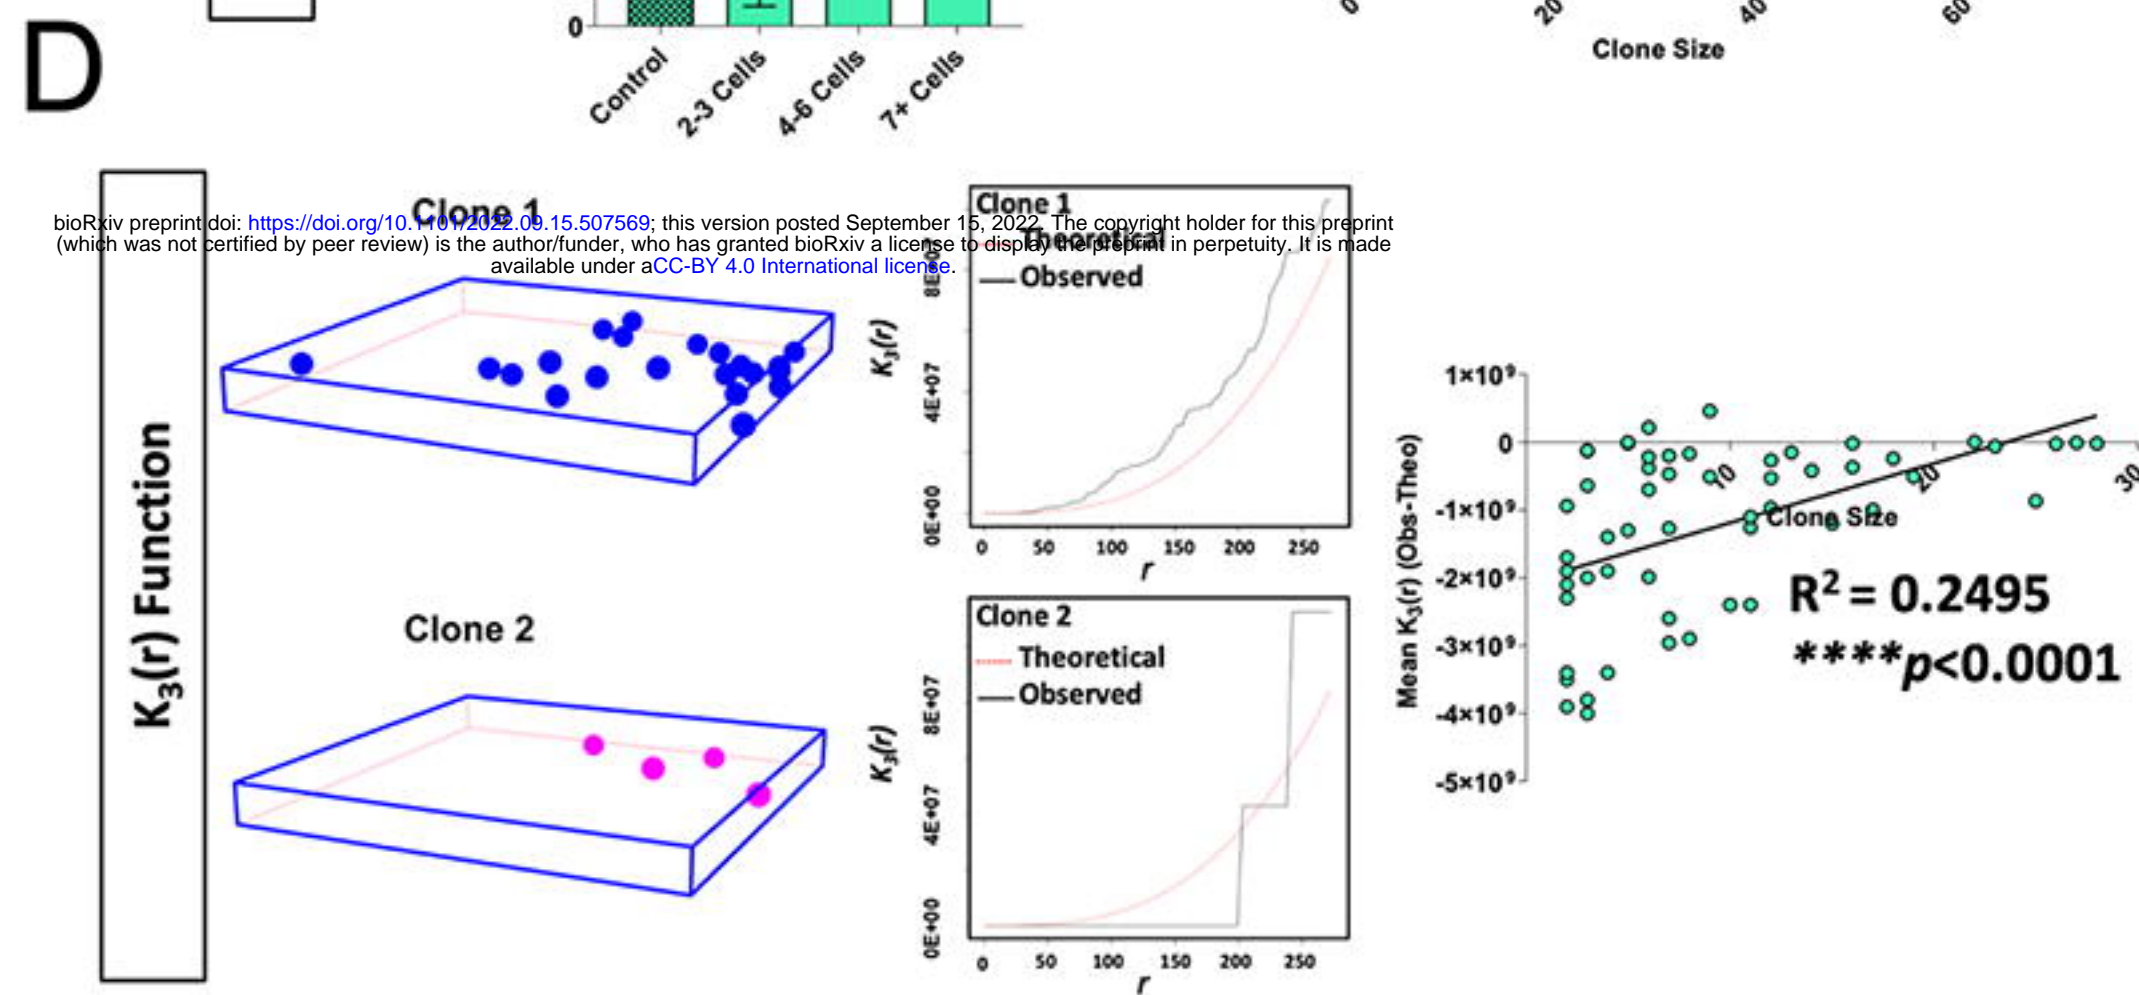 D
0
Control
2-3 Cells
4-6 Cells
7+ Cells
0
20
40
60
Clone Size
K3(r) Function
Clone 1
bioRxiv preprint doi: https://doi.org/10.1101/2022.09.15.507569; this version posted September 15, 2022. The copyright holder for this preprint
(which was not certified by peer review) is the author/funder, who has granted bioRxiv a license to display the preprint in perpetuity. It is made
available under aCC-BY 4.0 International license.
Clone 1
Theoretical
Observed
K3(r)
8E+07
4E+07
0E+00
0 50 100 150 200 250
r
Clone 2
Clone 2
Theoretical
Observed
K3(r)
8E+07
4E+07
0E+00
0 50 100 150 200 250
r
Mean K3(r) (Obs-Theo)
1×10⁹
0
-1×10⁹
-2×10⁹
-3×10⁹
-4×10⁹
-5×10⁹
10 20 30
Clone Size
R² = 0.2495
****p<0.0001